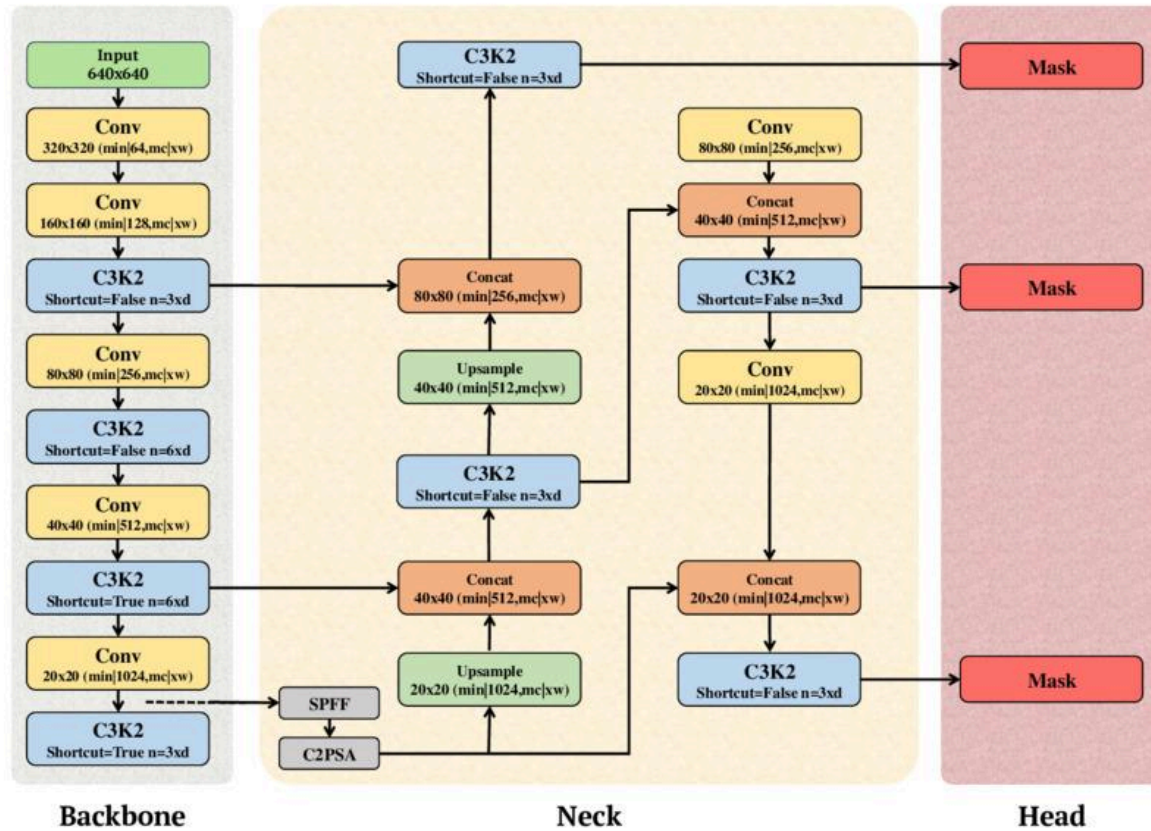 Input
640x640
Conv
320x320 (min|64,mc|xw)
Conv
160x160 (min|128,mc|xw)
C3K2
Shortcut=False n=3xd
Conv
80x80 (min|256,mc|xw)
C3K2
Shortcut=False n=6xd
Conv
40x40 (min|512,mc|xw)
C3K2
Shortcut=True n=6xd
Conv
20x20 (min|1024,mc|xw)
C3K2
Shortcut=True n=3xd
Backbone
C3K2
Shortcut=False n=3xd
Concat
80x80 (min|256,mc|xw)
Upsample
40x40 (min|512,mc|xw)
C3K2
Shortcut=False n=3xd
Concat
40x40 (min|512,mc|xw)
Upsample
20x20 (min|1024,mc|xw)
SPFF
C2PSA
Conv
80x80 (min|256,mc|xw)
Concat
40x40 (min|512,mc|xw)
C3K2
Shortcut=False n=3xd
Conv
20x20 (min|1024,mc|xw)
Concat
20x20 (min|1024,mc|xw)
C3K2
Shortcut=False n=3xd
Neck
Mask
Mask
Mask
Head